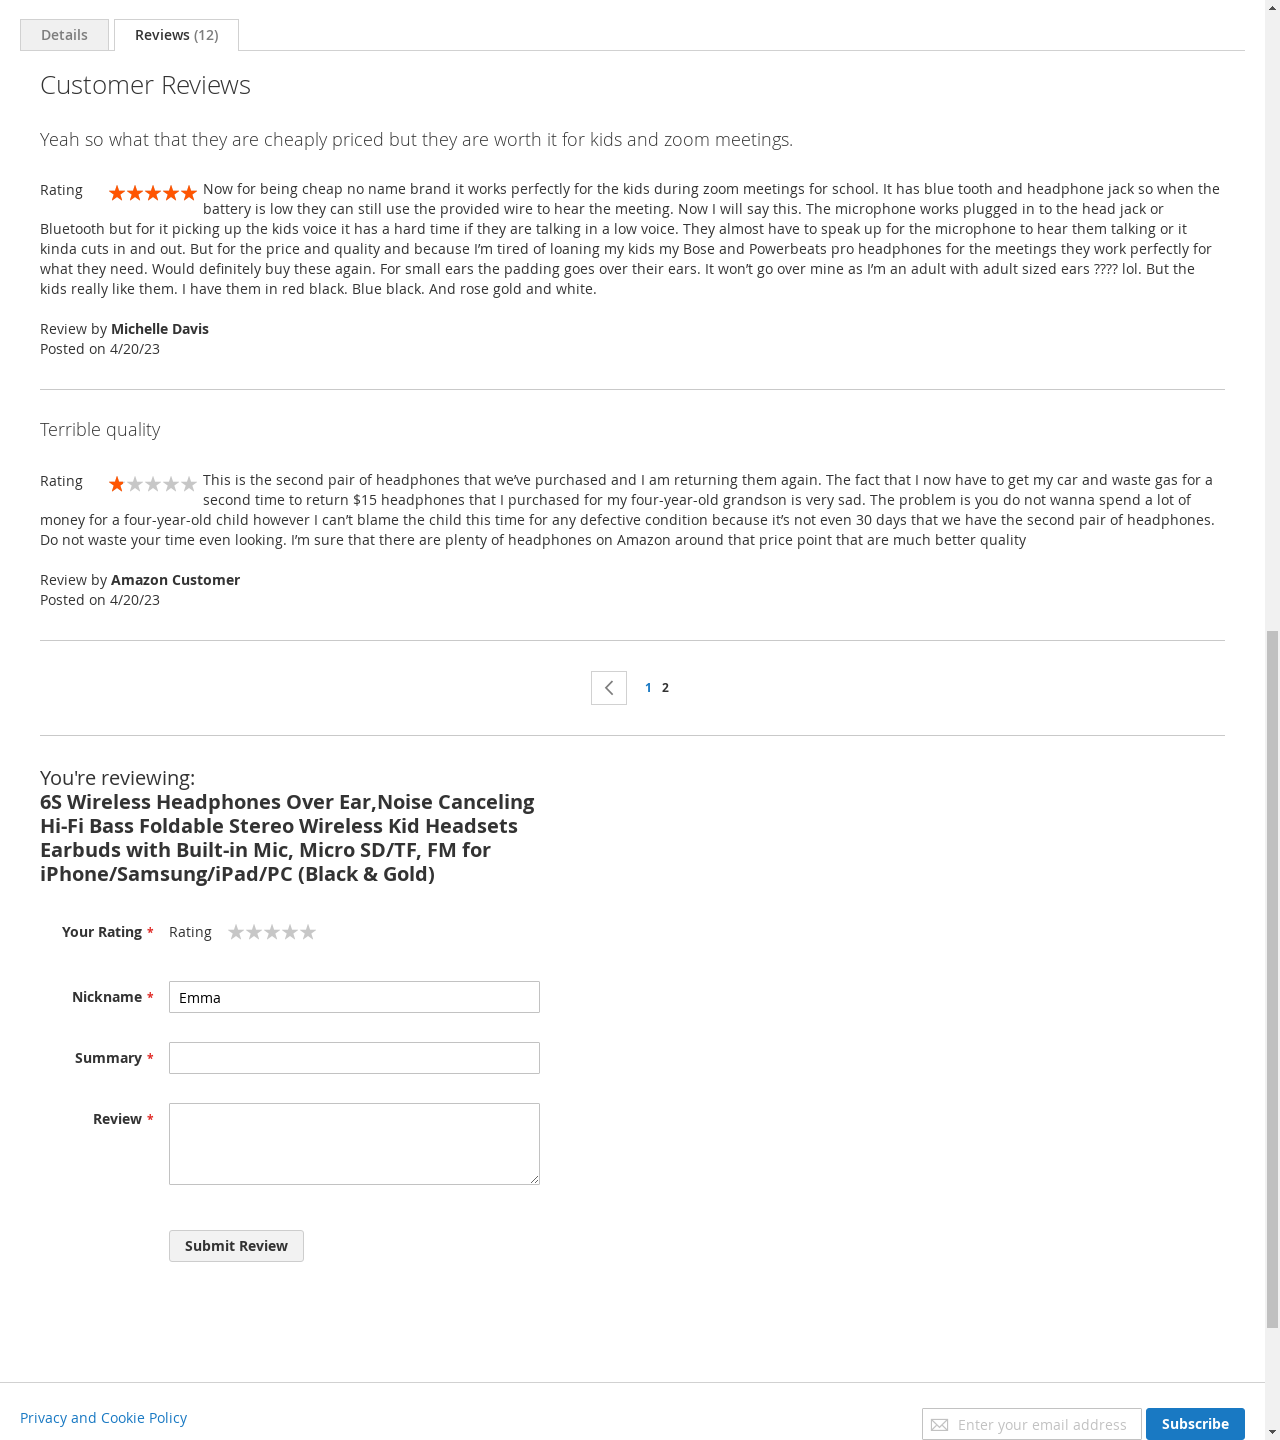 Details
Reviews (12)
Customer Reviews
Yeah so what that they are cheaply priced but they are worth it for kids and zoom meetings.
Rating
Now for being cheap no name brand it works perfectly for the kids during zoom meetings for school. It has blue tooth and headphone jack so when the
battery is low they can still use the provided wire to hear the meeting. Now I will say this. The microphone works plugged in to the head jack or
Bluetooth but for it picking up the kids voice it has a hard time if they are talking in a low voice. They almost have to speak up for the microphone to hear them talking or it
kinda cuts in and out. But for the price and quality and because I’m tired of loaning my kids my Bose and Powerbeats pro headphones for the meetings they work perfectly for
what they need. Would definitely buy these again. For small ears the padding goes over their ears. It won’t go over mine as I’m an adult with adult sized ears ???? lol. But the
kids really like them. I have them in red black. Blue black. And rose gold and white.
Review by Michelle Davis
Posted on 4/20/23
Terrible quality
Rating
This is the second pair of headphones that we’ve purchased and I am returning them again. The fact that I now have to get my car and waste gas for a
second time to return $15 headphones that I purchased for my four-year-old grandson is very sad. The problem is you do not wanna spend a lot of
money for a four-year-old child however I can’t blame the child this time for any defective condition because it’s not even 30 days that we have the second pair of headphones.
Do not waste your time even looking. I’m sure that there are plenty of headphones on Amazon around that price point that are much better quality
Review by Amazon Customer
Posted on 4/20/23
1 2
You're reviewing:
6S Wireless Headphones Over Ear,Noise Canceling
Hi-Fi Bass Foldable Stereo Wireless Kid Headsets
Earbuds with Built-in Mic, Micro SD/TF, FM for
iPhone/Samsung/iPad/PC (Black & Gold)
Your Rating * Rating
Nickname * Emma
Summary *
Review *
Submit Review
Privacy and Cookie Policy
Enter your email address
Subscribe